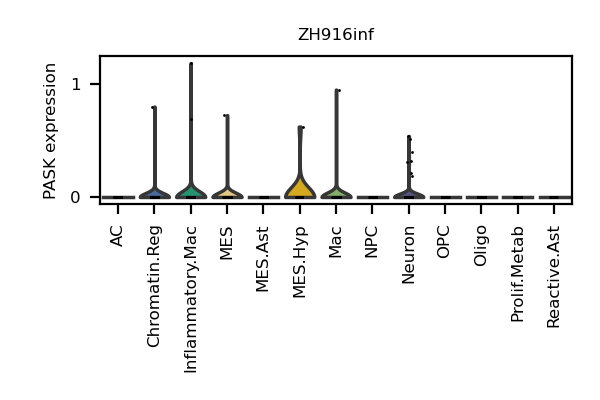 ZH916inf
PASK expression
1
0
AC
Chromatin.Reg
Inflammatory.Mac
MES
MES.Ast
MES.Hyp
Mac
NPC
Neuron
OPC
Oligo
Prolif.Metab
Reactive.Ast